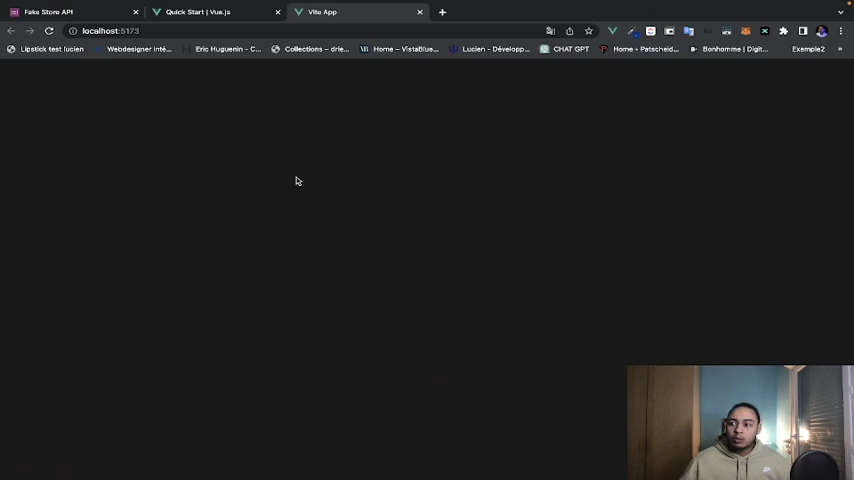 Fake Store API
Quick Start | Vue.js
Vite App
localhost:5173
Lipstick test lucien
Webdesigner inté...
Eric Huguenin - C...
Collections – drie...
Home – VistaBlue...
Lucien - Développ...
CHAT GPT
Home • Patscheid...
Bonhomme | Digit...
Example2
»